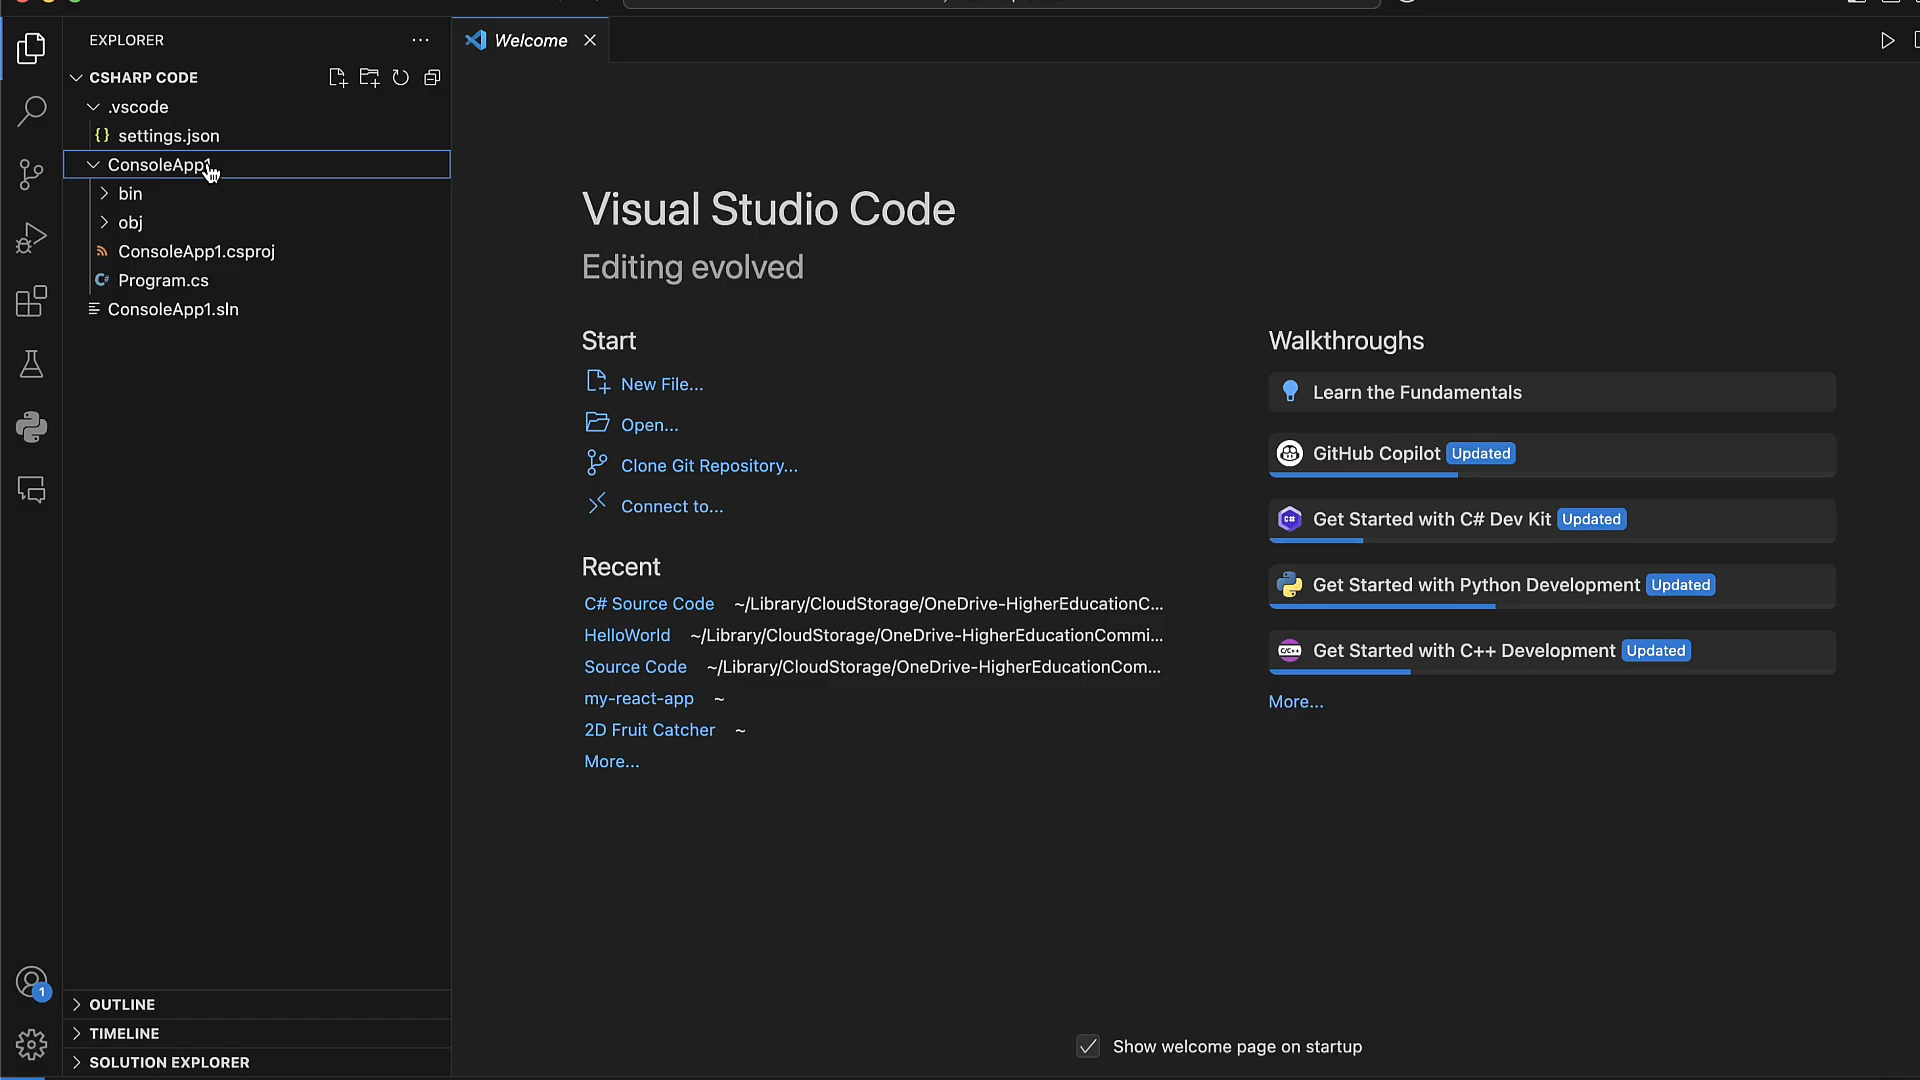 EXPLORER
CSHARP CODE
.vscode
{} settings.json
ConsoleApp1
bin
obj
ConsoleApp1.csproj
C# Program.cs
ConsoleApp1.sln
OUTLINE
TIMELINE
SOLUTION EXPLORER
1
Welcome
Visual Studio Code
Editing evolved
Start
New File...
Open...
Clone Git Repository...
Connect to...
Recent
C# Source Code ~/Library/CloudStorage/OneDrive-HigherEducationC...
HelloWorld ~/Library/CloudStorage/OneDrive-HigherEducationCommi...
Source Code ~/Library/CloudStorage/OneDrive-HigherEducationCom...
my-react-app ~
2D Fruit Catcher ~
More...
Walkthroughs
Learn the Fundamentals
GitHub Copilot Updated
C# Get Started with C# Dev Kit Updated
Get Started with Python Development Updated
C/C++ Get Started with C++ Development Updated
More...
Show welcome page on startup